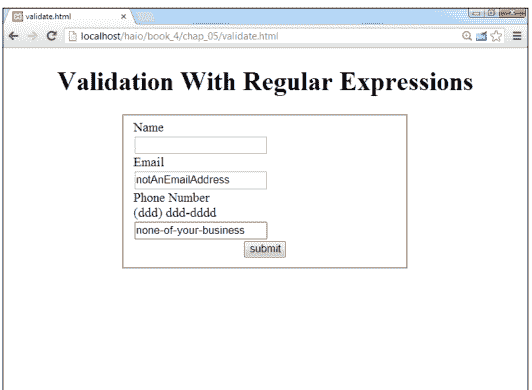 validate.html
localhost/haio/book_4/chap_05/validate.html
Validation With Regular Expressions
Name
Email
notAnEmailAddress
Phone Number
(ddd) ddd-dddd
none-of-your-business
submit